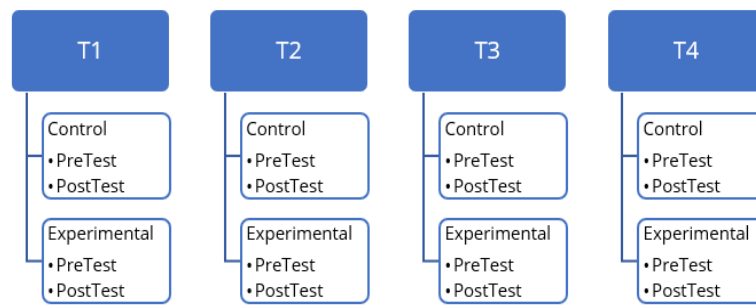 T1
Control
• PreTest
• PostTest
Experimental
• PreTest
• PostTest
T2
Control
• PreTest
• PostTest
Experimental
• PreTest
• PostTest
T3
Control
• PreTest
• PostTest
Experimental
• PreTest
• PostTest
T4
Control
• PreTest
• PostTest
Experimental
• PreTest
• PostTest